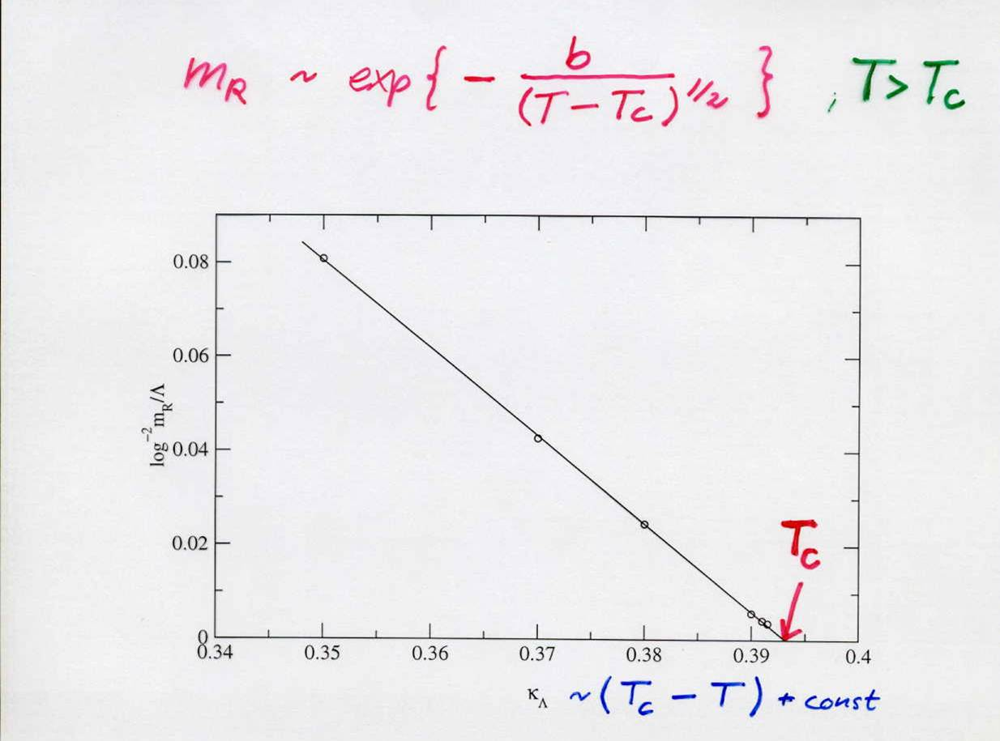 m_R ~ exp{ - b/(T-T_c)^{1/2} } ; T>T_c
0.08
0.06
0.04
0.02
0
log^{-2} m_R/Λ
T_c
0.34 0.35 0.36 0.37 0.38 0.39 0.4
κ_Λ ~(T_c - T) + const